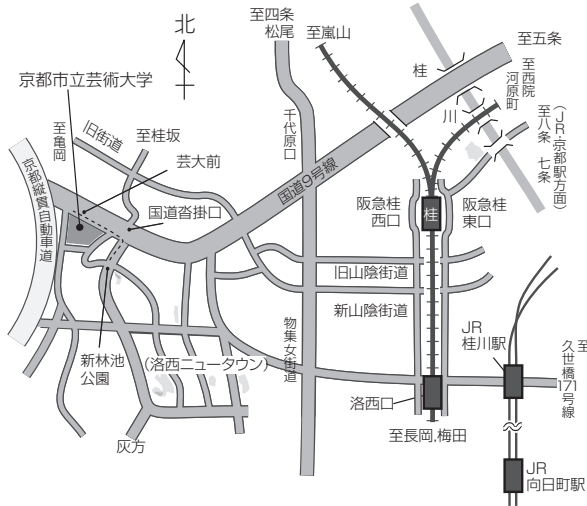 北
至四条
松尾
至嵐山
至五条
桂
川
至西院
河原町
至八条 七条
(JR・京都駅方面)
京都市立芸術大学
至亀岡
旧街道
至桂坂
芸大前
国道沓掛口
千代原口
国道9号線
京都縦貫自動車道
阪急桂
西口
桂
阪急桂
東口
旧山陰街道
新山陰街道
物集女街道
新林池
公園
(洛西ニュータウン)
灰方
洛西口
至長岡,梅田
JR
桂川駅
至
久世橋
171号線
JR
向日町駅